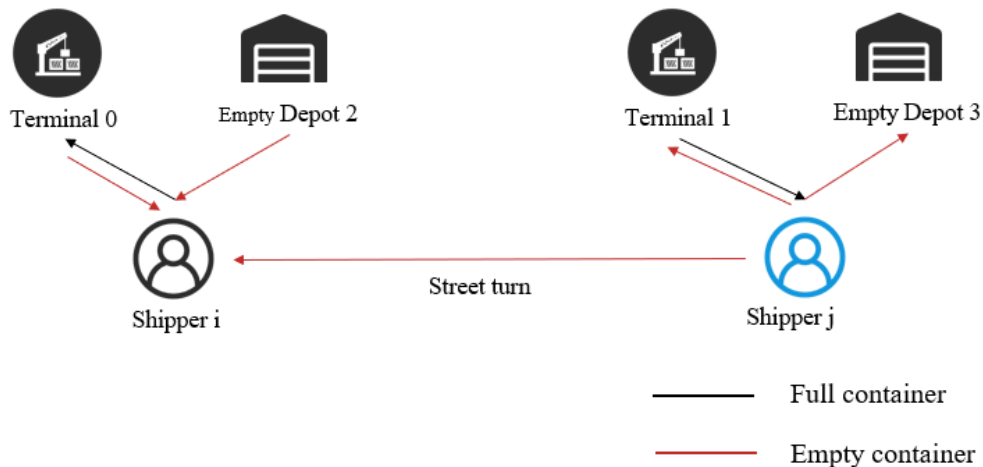 Terminal 0
Empty Depot 2
Terminal 1
Empty Depot 3
Street turn
Shipper i
Shipper j
Full container
Empty container